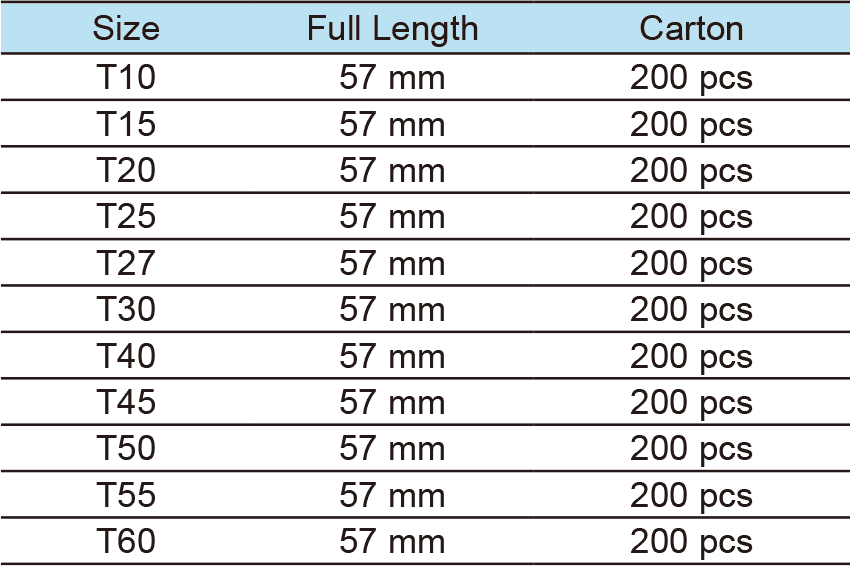 Size Full Length Carton
T10 57 mm 200 pcs
T15 57 mm 200 pcs
T20 57 mm 200 pcs
T25 57 mm 200 pcs
T27 57 mm 200 pcs
T30 57 mm 200 pcs
T40 57 mm 200 pcs
T45 57 mm 200 pcs
T50 57 mm 200 pcs
T55 57 mm 200 pcs
T60 57 mm 200 pcs